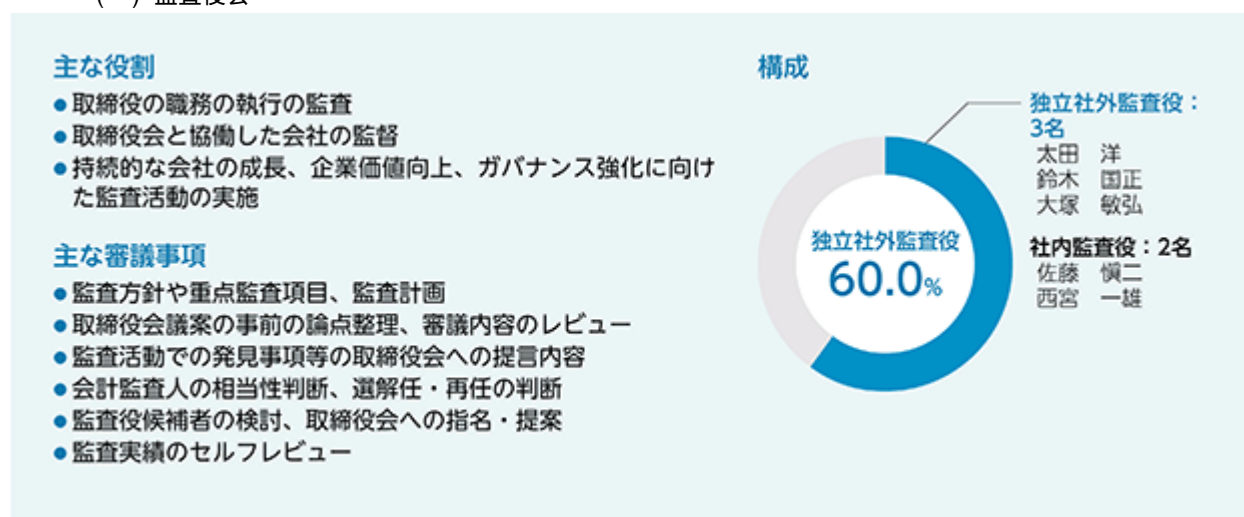 監査役会
主な役割
●取締役の職務の執行の監査
●取締役会と協働した会社の監督
●持続的な会社の成長、企業価値向上、ガバナンス強化に向け
た監査活動の実施
主な審議事項
●監査方針や重点監査項目、監査計画
●取締役会議案の事前の論点整理、審議内容のレビュー
●監査活動での発見事項等の取締役会への提言内容
●会計監査人の相当性判断、選解任・再任の判断
●監査役候補者の検討、取締役会への指名・提案
●監査実績のセルフレビュー
構成
独立社外監査役：
3名
太田 洋
鈴木 国正
大塚 敏弘
社内監査役：2名
佐藤 慎二
西宮 一雄
独立社外監査役
60.0%